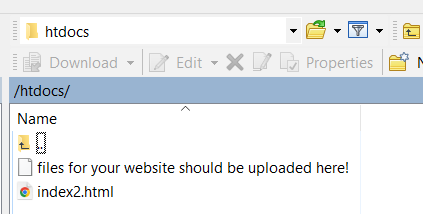 htdocs
Download Edit Properties N
/htdocs/
Name
..
files for your website should be uploaded here!
index2.html